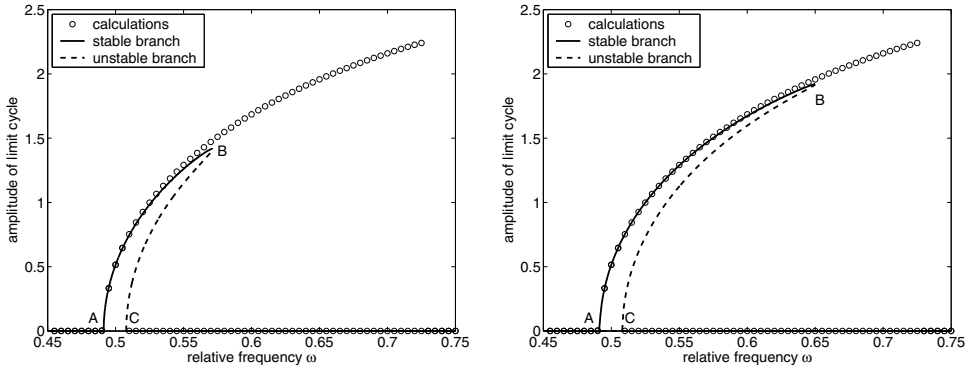 amplitude of limit cycle
2.5
2
1.5
1
0.5
0
calculations
stable branch
unstable branch
A
B
C
0.45 0.5 0.55 0.6 0.65 0.7 0.75
relative frequency ω
amplitude of limit cycle
2.5
2
1.5
1
0.5
0
calculations
stable branch
unstable branch
A
B
C
0.45 0.5 0.55 0.6 0.65 0.7 0.75
relative frequency ω